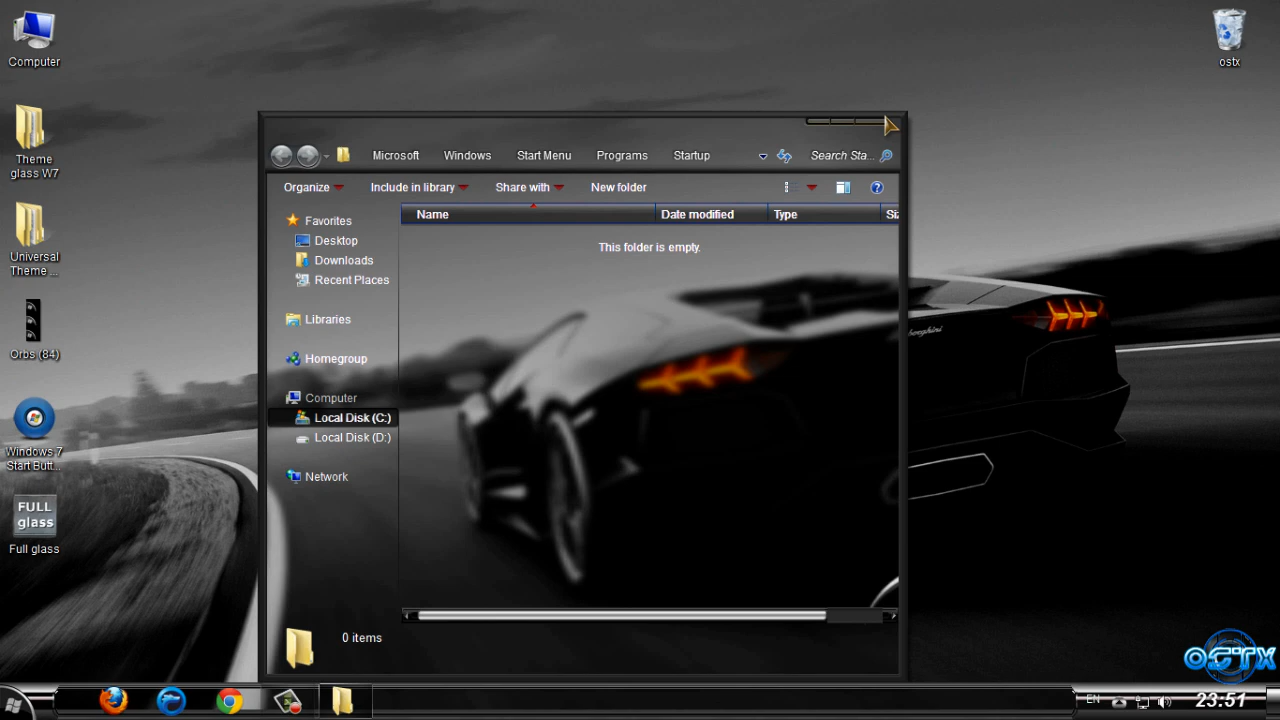 Computer
Theme
glass W7
Universal
Theme ...
Orbs (84)
Windows 7
Start Butt...
FULL
glass
Full glass
ostx
Microsoft
Windows
Start Menu
Programs
Startup
Search Sta...
Organize
Include in library
Share with
New folder
Name
Date modified
Type
Siz
This folder is empty.
Favorites
Desktop
Downloads
Recent Places
Libraries
Homegroup
Computer
Local Disk (C:)
Local Disk (D:)
Network
0 items
OSTX
EN
23:51